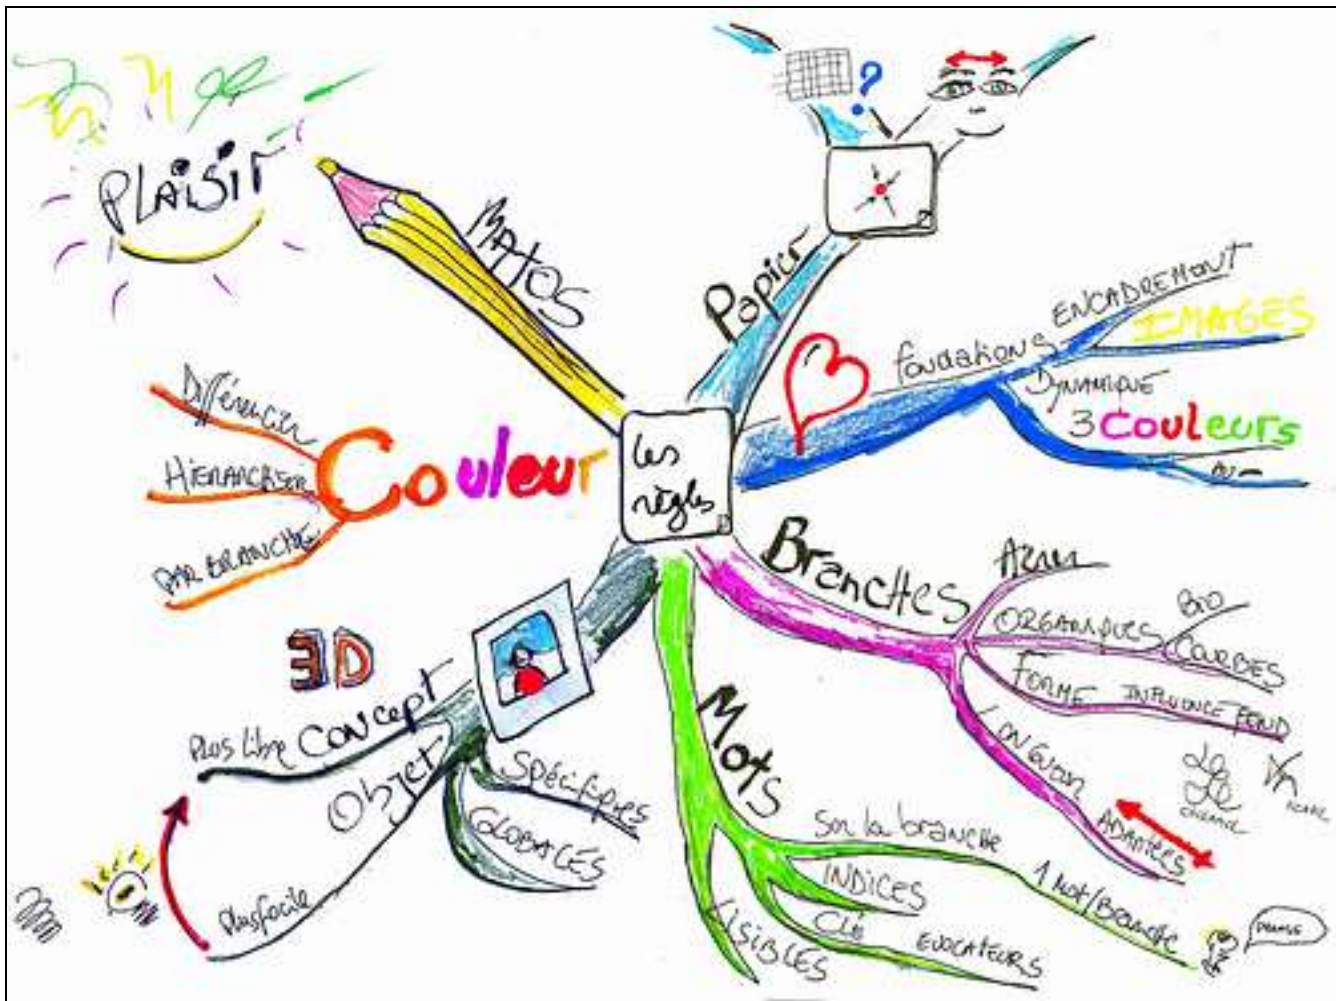 PLAISIR
MATOS
?
Papier
fondations
ENCADREMENT
IMAGES
DYNAMIQUE
3 Couleurs
Couleur
Différencier
HIERARCHISER
PAR BRANCHE
les
règles
BrancHes
ORGANIQUES
BIO
COURBES
FORME INFLUENCE FOND
LONGUEUR
ADAPTÉES
3D
CONCEPT
Plus libre
Objet
Plus facile
Spécifiques
GLOBALES
Mots
Sur la branche
1 Mot/BrancHe
INDICES
Clé EVOCATEURS
LISIBLES